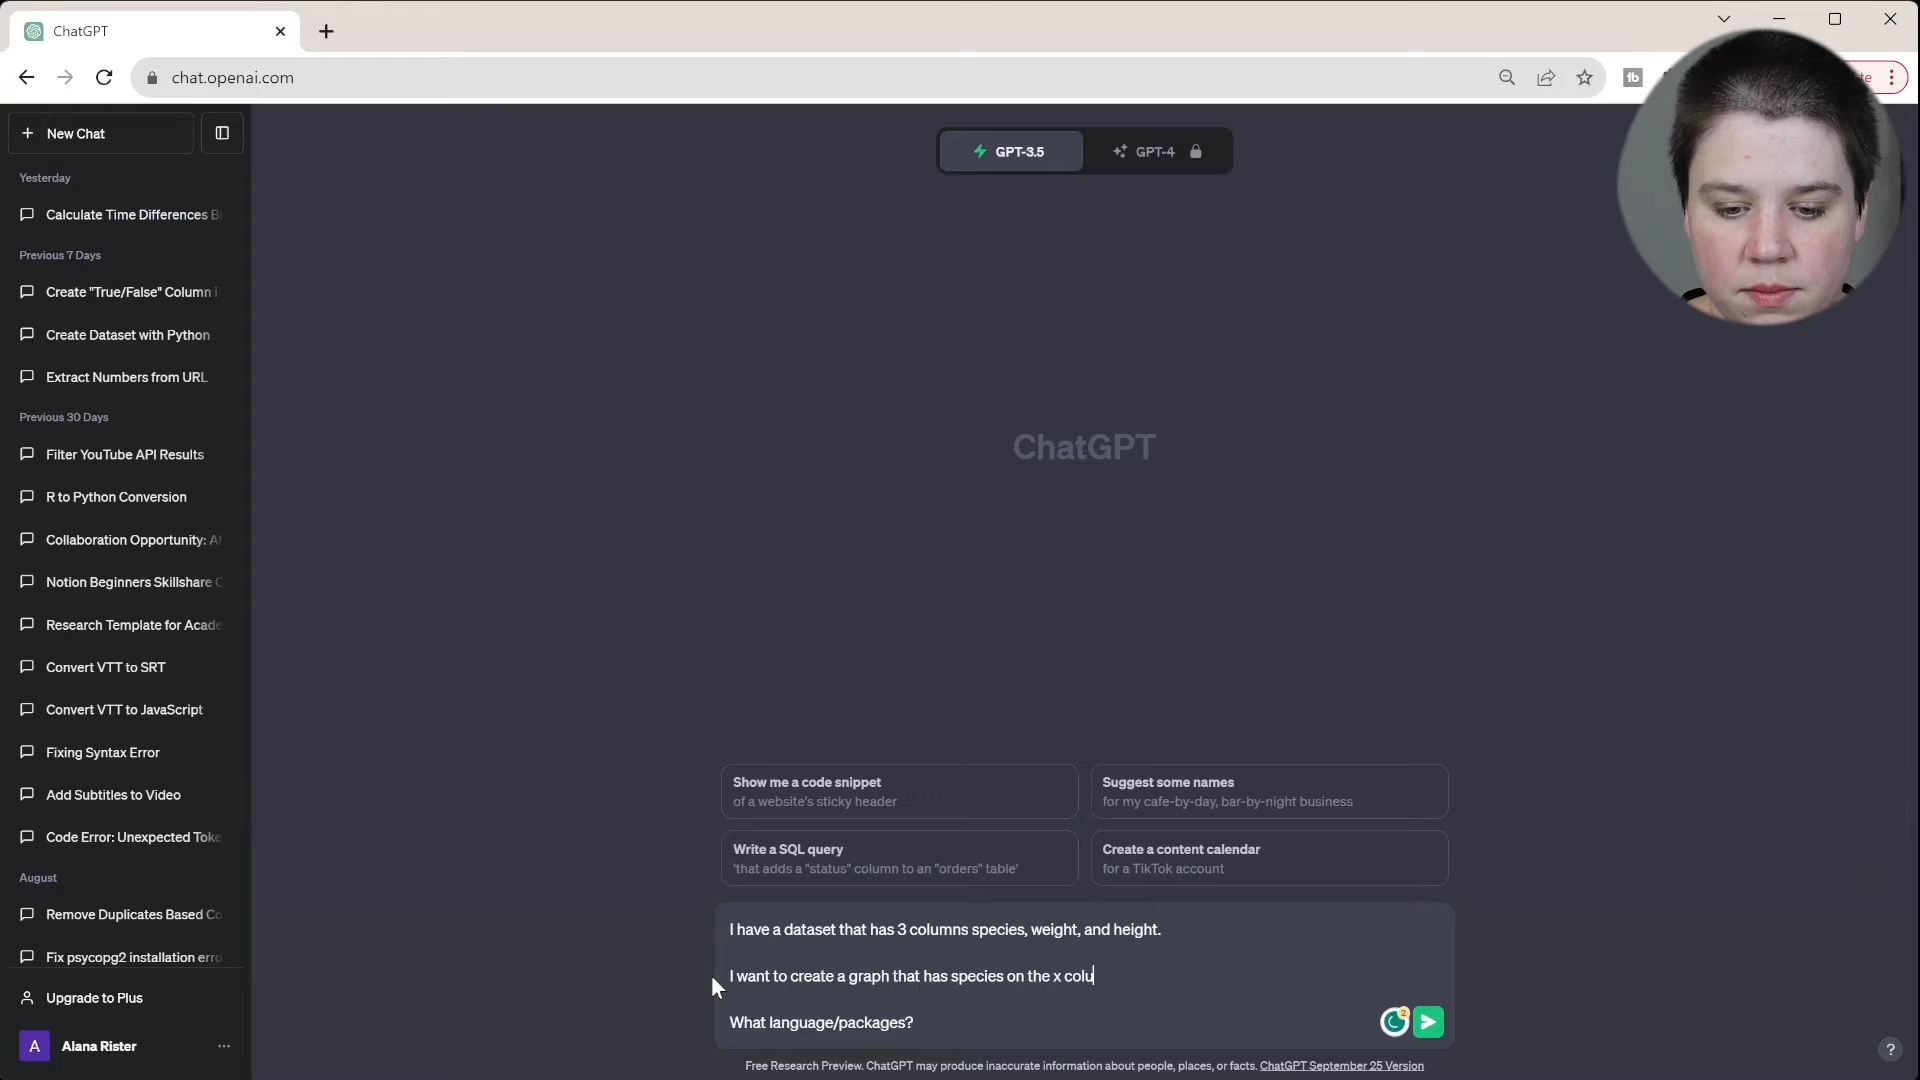 ChatGPT
chat.openai.com
te
New Chat
Yesterday
Calculate Time Differences B
Previous 7 Days
Create "True/False" Column i
Create Dataset with Python
Extract Numbers from URL
Previous 30 Days
Filter YouTube API Results
R to Python Conversion
Collaboration Opportunity: Af
Notion Beginners Skillshare C
Research Template for Acade
Convert VTT to SRT
Convert VTT to JavaScript
Fixing Syntax Error
Add Subtitles to Video
Code Error: Unexpected Toke
August
Remove Duplicates Based Co
Fix psycopg2 installation erro
Upgrade to Plus
A Alana Rister
GPT-3.5 GPT-4
ChatGPT
Show me a code snippet
of a website's sticky header
Suggest some names
for my cafe-by-day, bar-by-night business
Write a SQL query
'that adds a "status" column to an "orders" table'
Create a content calendar
for a TikTok account
I have a dataset that has 3 columns species, weight, and height.
I want to create a graph that has species on the x colu
What language/packages?
2
Free Research Preview. ChatGPT may produce inaccurate information about people, places, or facts. ChatGPT September 25 Version
?